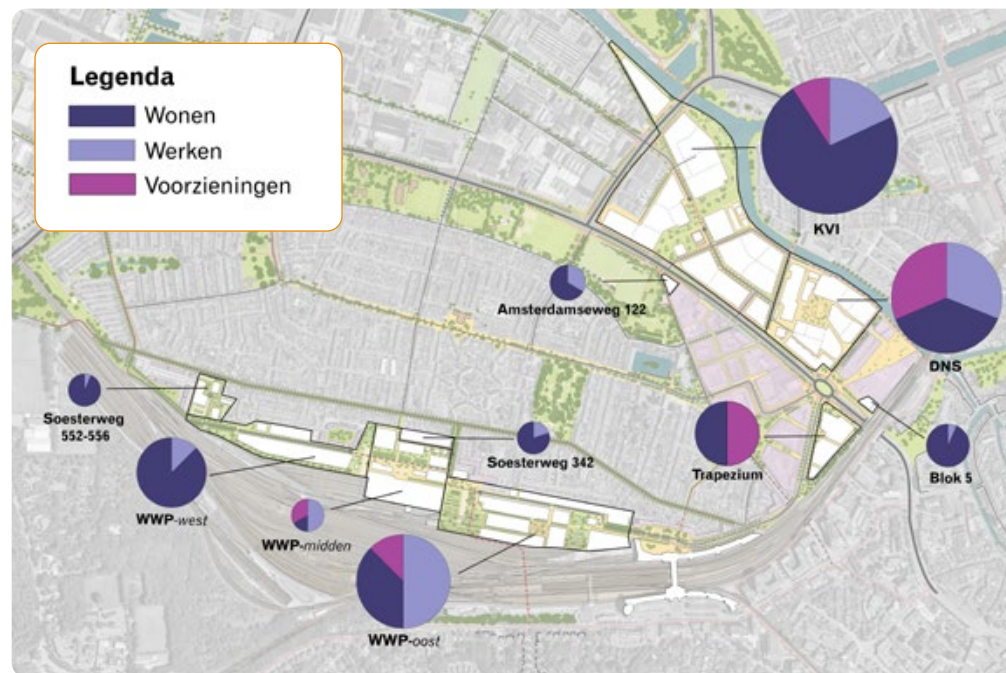 Legenda
Wonen
Werken
Voorzieningen
KVI
Amsterdamseweg 122
DNS
Soesterweg
552-556
Soesterweg 342
Trapezium
Blok 5
WWP-west
WWP-midden
WWP-oost